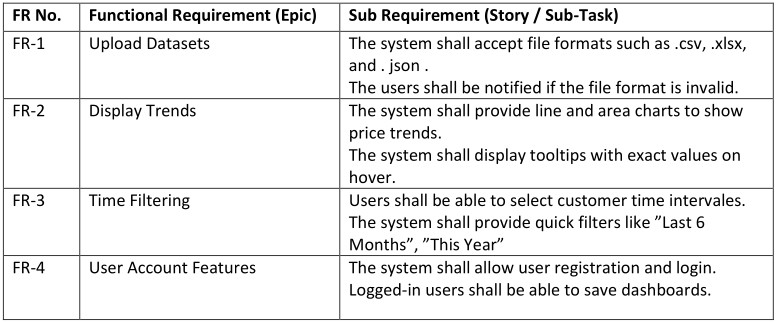 FR No. Functional Requirement (Epic) Sub Requirement (Story / Sub-Task)
FR-1 Upload Datasets The system shall accept file formats such as .csv, .xlsx,
and . json .
The users shall be notified if the file format is invalid.
FR-2 Display Trends The system shall provide line and area charts to show
price trends.
The system shall display tooltips with exact values on
hover.
FR-3 Time Filtering Users shall be able to select customer time intervales.
The system shall provide quick filters like ”Last 6
Months”, ”This Year”
FR-4 User Account Features The system shall allow user registration and login.
Logged-in users shall be able to save dashboards.